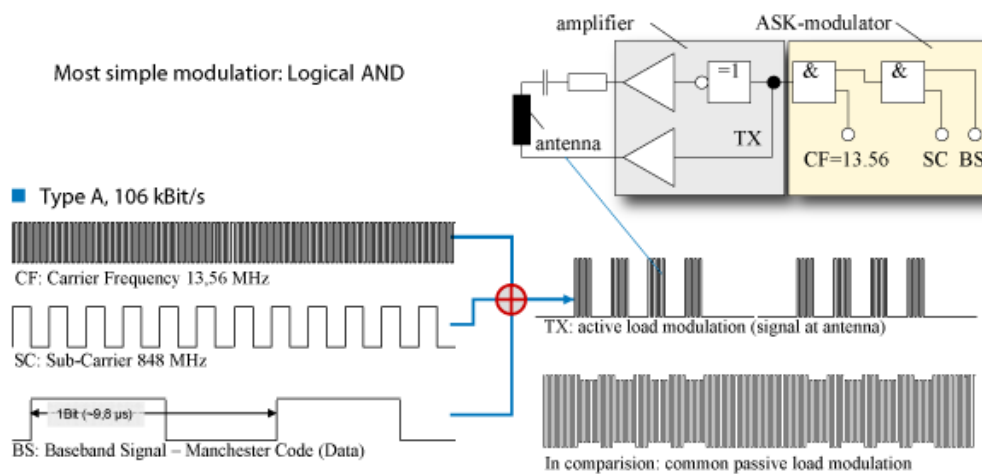 amplifier
ASK-modulator
Most simple modulatior: Logical AND
=1
&
&
antenna
TX
CF=13.56
SC
BS
Type A, 106 kBit/s
CF: Carrier Frequency 13,56 MHz
SC: Sub-Carrier 848 MHz
1Bit (~9,8 µs)
BS: Baseband Signal – Manchester Code (Data)
TX: active load modulation (signal at antenna)
In comparision: common passive load modulation